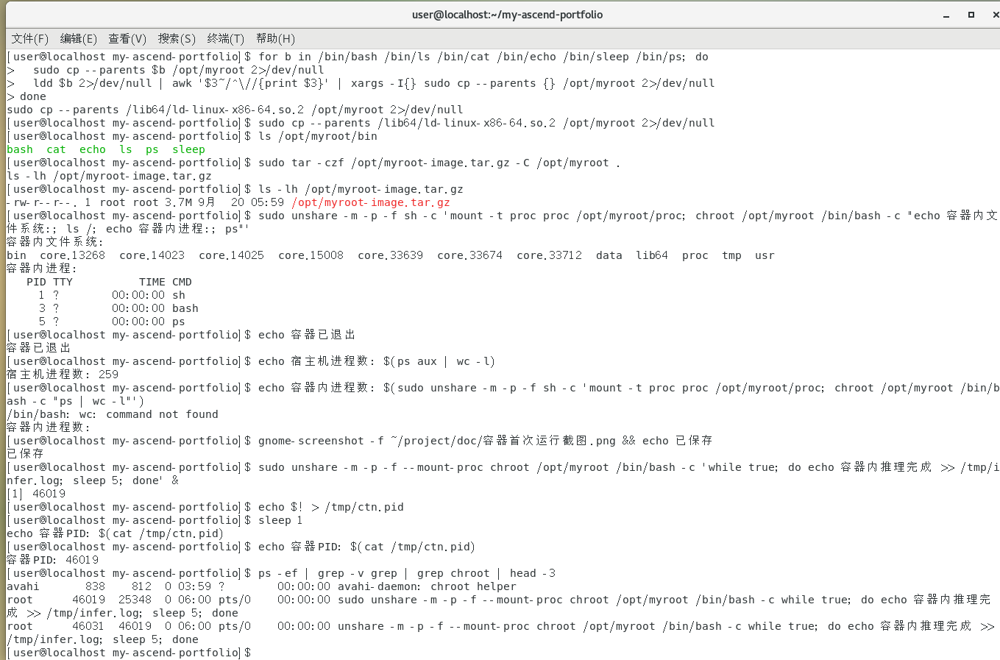 user@localhost:~/my-ascend-portfolio
文件(F) 编辑(E) 查看(V) 搜索(S) 终端(T) 帮助(H)
[user@localhost my-ascend-portfolio]$ for b in /bin/bash /bin/ls /bin/cat /bin/echo /bin/sleep /bin/ps; do
>   sudo cp --parents $b /opt/myroot 2>/dev/null
>   ldd $b 2>/dev/null | awk '$3~/^\//{print $3}' | xargs -I{} sudo cp --parents {} /opt/myroot 2>/dev/null
> done
sudo cp --parents /lib64/ld-linux-x86-64.so.2 /opt/myroot 2>/dev/null
[user@localhost my-ascend-portfolio]$ sudo cp --parents /lib64/ld-linux-x86-64.so.2 /opt/myroot 2>/dev/null
[user@localhost my-ascend-portfolio]$ ls /opt/myroot/bin
bash  cat  echo  ls  ps  sleep
[user@localhost my-ascend-portfolio]$ sudo tar -czf /opt/myroot-image.tar.gz -C /opt/myroot .
ls -lh /opt/myroot-image.tar.gz
[user@localhost my-ascend-portfolio]$ ls -lh /opt/myroot-image.tar.gz
-rw-r--r--. 1 root root 3.7M 9月  20 05:59 /opt/myroot-image.tar.gz
[user@localhost my-ascend-portfolio]$ sudo unshare -m -p -f sh -c 'mount -t proc proc /opt/myroot/proc; chroot /opt/myroot /bin/bash -c "echo 容器内文
件系统:; ls /; echo 容器内进程:; ps"'
容器内文件系统:
bin  core.13268  core.14023  core.14025  core.15008  core.33639  core.33674  core.33712  data  lib64  proc  tmp  usr
容器内进程:
   PID TTY          TIME CMD
     1 ?        00:00:00 sh
     3 ?        00:00:00 bash
     5 ?        00:00:00 ps
[user@localhost my-ascend-portfolio]$ echo 容器已退出
容器已退出
[user@localhost my-ascend-portfolio]$ echo 宿主机进程数: $(ps aux | wc -l)
宿主机进程数: 259
[user@localhost my-ascend-portfolio]$ echo 容器内进程数: $(sudo unshare -m -p -f sh -c 'mount -t proc proc /opt/myroot/proc; chroot /opt/myroot /bin/b
ash -c "ps | wc -l"')
/bin/bash: wc: command not found
容器内进程数:
[user@localhost my-ascend-portfolio]$ gnome-screenshot -f ~/project/doc/容器首次运行截图.png && echo 已保存
已保存
[user@localhost my-ascend-portfolio]$ sudo unshare -m -p -f --mount-proc chroot /opt/myroot /bin/bash -c 'while true; do echo 容器内推理完成 >> /tmp/i
nfer.log; sleep 5; done' &
[1] 46019
[user@localhost my-ascend-portfolio]$ echo $! > /tmp/ctn.pid
[user@localhost my-ascend-portfolio]$ sleep 1
echo 容器PID: $(cat /tmp/ctn.pid)
[user@localhost my-ascend-portfolio]$ echo 容器PID: $(cat /tmp/ctn.pid)
容器PID: 46019
[user@localhost my-ascend-portfolio]$ ps -ef | grep -v grep | grep chroot | head -3
avahi       838    812  0 03:59 ?        00:00:00 avahi-daemon: chroot helper
root      46019  25348  0 06:00 pts/0    00:00:00 sudo unshare -m -p -f --mount-proc chroot /opt/myroot /bin/bash -c while true; do echo 容器内推理完
成 >> /tmp/infer.log; sleep 5; done
root      46031  46019  0 06:00 pts/0    00:00:00 unshare -m -p -f --mount-proc chroot /opt/myroot /bin/bash -c while true; do echo 容器内推理完成 >>
/tmp/infer.log; sleep 5; done
[user@localhost my-ascend-portfolio]$